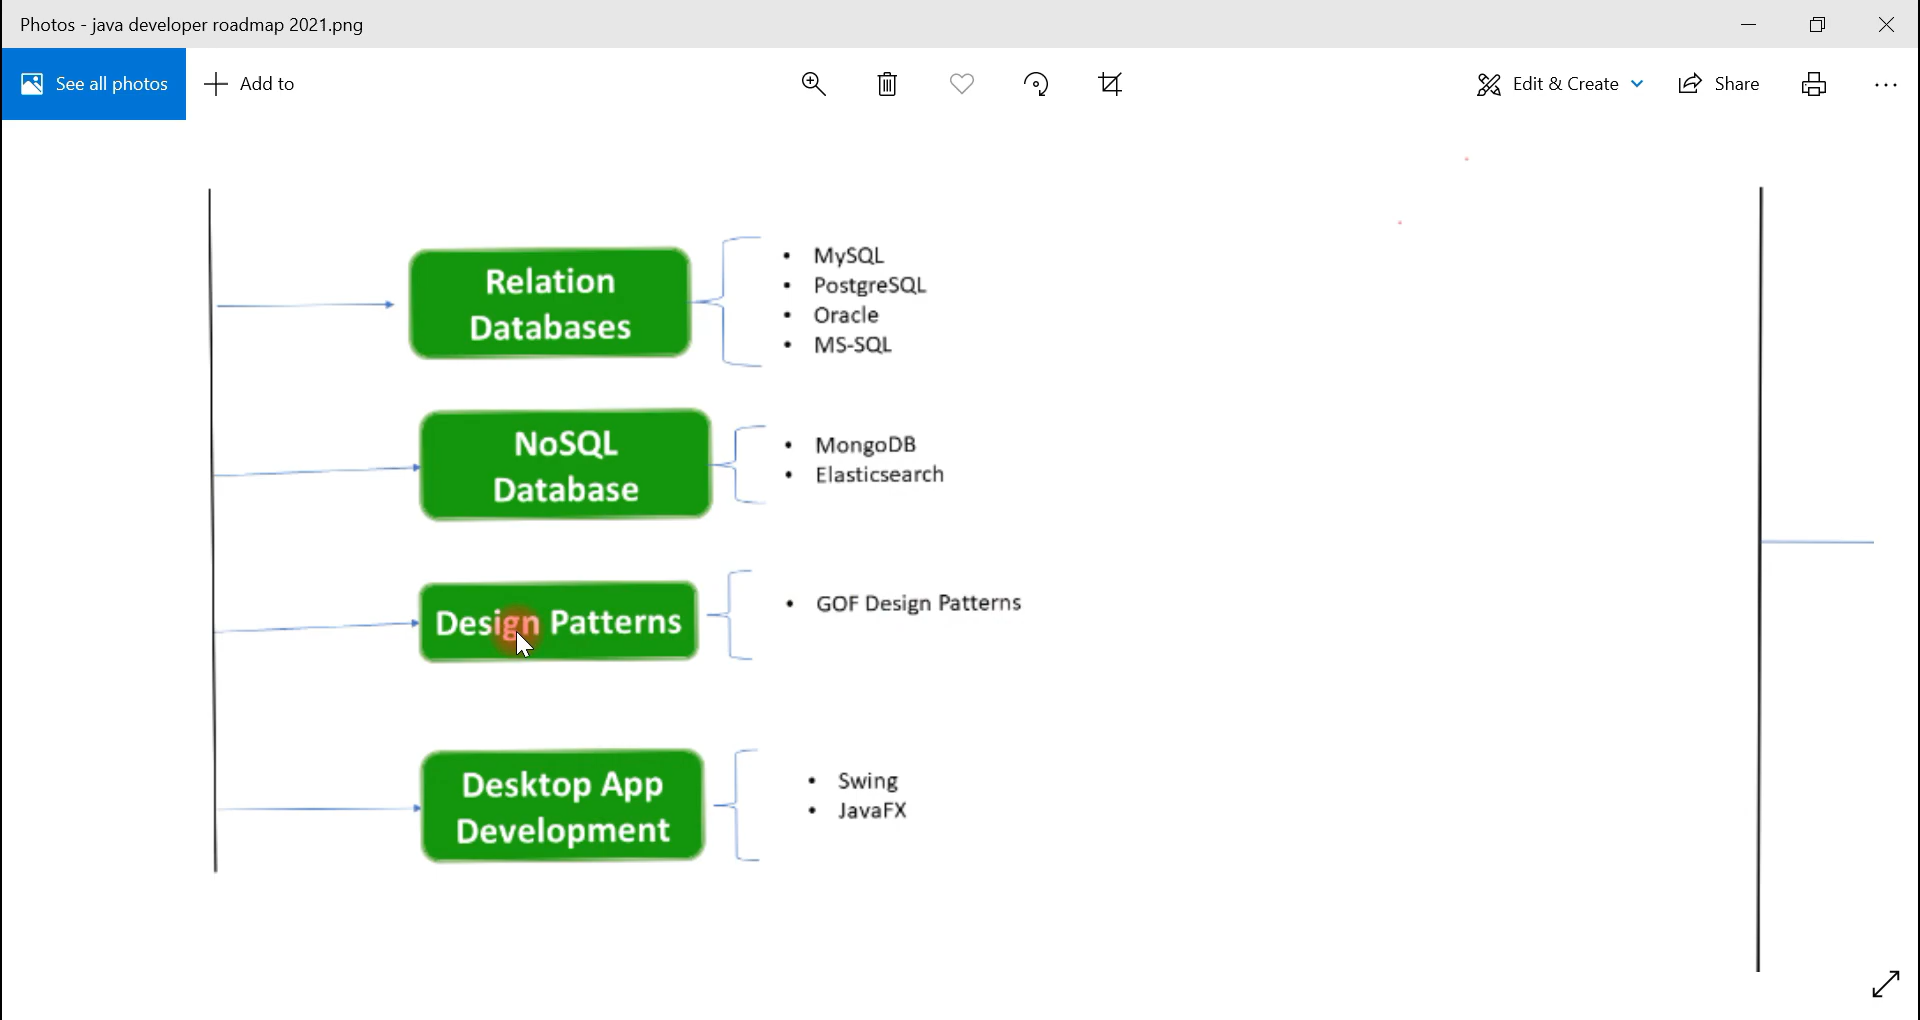 Photos - java developer roadmap 2021.png
See all photos
Add to
Edit & Create
Share
Relation
Databases
• MySQL
• PostgreSQL
• Oracle
• MS-SQL
NoSQL
Database
• MongoDB
• Elasticsearch
Design Patterns
• GOF Design Patterns
Desktop App
Development
• Swing
• JavaFX